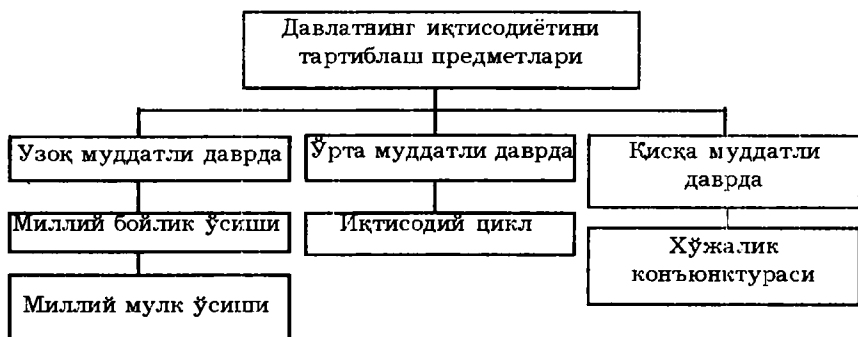 Давлатнинг иқтисодиётини
тартиблаш предметлари
Узоқ муддатли даврда
Миллий бойлик ўсиши
Миллий мулк ўсиши
Ўрта муддатли даврда
Иқтисодий цикл
Қисқа муддатли
даврда
Хўжалик
конъюнктураси